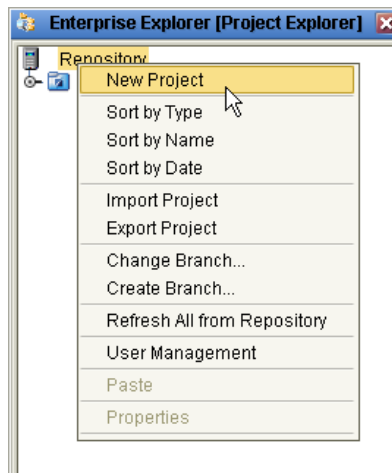 Enterprise Explorer [Project Explorer]
Repository
New Project
Sort by Type
Sort by Name
Sort by Date
Import Project
Export Project
Change Branch...
Create Branch...
Refresh All from Repository
User Management
Paste
Properties